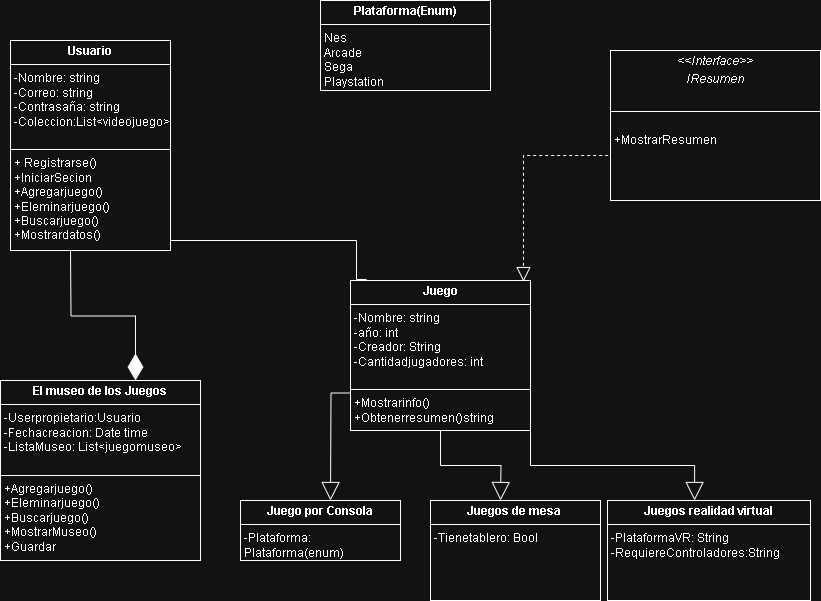 Plataforma(Enum)
Nes
Arcade
Sega
Playstation
Usuario
-Nombre: string
-Correo: string
-Contrasaña: string
-Coleccion:List<videojuego>
+ Registrarse()
+IniciarSecion
+Agregarjuego()
+Eleminarjuego()
+Buscarjuego()
+Mostrardatos()
<<Interface>>
IResumen
+MostrarResumen
Juego
-Nombre: string
-año: int
-Creador: String
-Cantidadjugadores: int
+Mostrarinfo()
+Obtenerresumen()string
El museo de los Juegos
-Userpropietario:Usuario
-Fechacreacion: Date time
-ListaMuseo: List<juegomuseo>
+Agregarjuego()
+Eleminarjuego()
+Buscarjuego()
+MostrarMuseo()
+Guardar
Juego por Consola
-Plataforma:
Plataforma(enum)
Juegos de mesa
-Tienetablero: Bool
Juegos realidad virtual
-PlataformaVR: String
-RequiereControladores:String